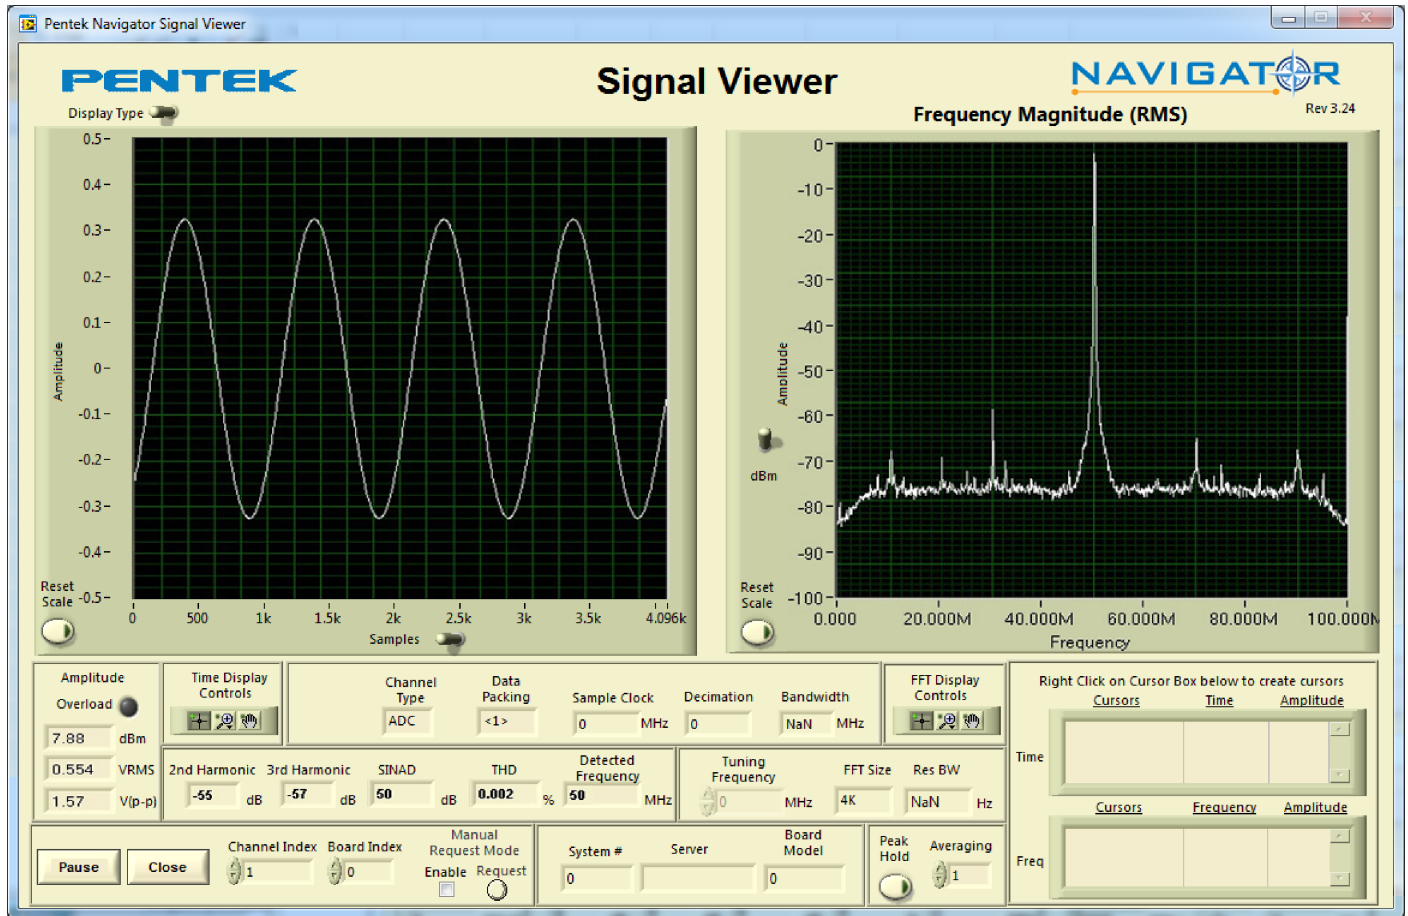 Pentek Navigator Signal Viewer
PENTEK
Signal Viewer
NAVIGATOR
Display Type
Frequency Magnitude (RMS)
Rev 3.24
0.5
0.4
0.3
0.2
0.1
0
-0.1
-0.2
-0.3
-0.4
-0.5
Amplitude
Reset
Scale
0 500 1k 1.5k 2k 2.5k 3k 3.5k 4.096k
Samples
0
-10
-20
-30
-40
-50
-60
-70
-80
-90
-100
Amplitude
dBm
Reset
Scale
0.000 20.000M 40.000M 60.000M 80.000M 100.000M
Frequency
Amplitude
Overload
7.88 dBm
0.554 VRMS
1.57 V(p-p)
Time Display
Controls
Channel
Type
ADC
Data
Packing
<1>
Sample Clock
0 MHz
Decimation
0
Bandwidth
NaN MHz
FFT Display
Controls
2nd Harmonic
-55 dB
3rd Harmonic
-57 dB
SINAD
50 dB
THD
0.002 %
Detected
Frequency
50 MHz
Tuning
Frequency
0 MHz
FFT Size
4K
Res BW
NaN Hz
Right Click on Cursor Box below to create cursors
Cursors Time Amplitude
Time
Cursors Frequency Amplitude
Freq
Pause
Close
Channel Index
1
Board Index
0
Manual
Request Mode
Enable Request
System #
0
Server
Board
Model
0
Peak
Hold
Averaging
1